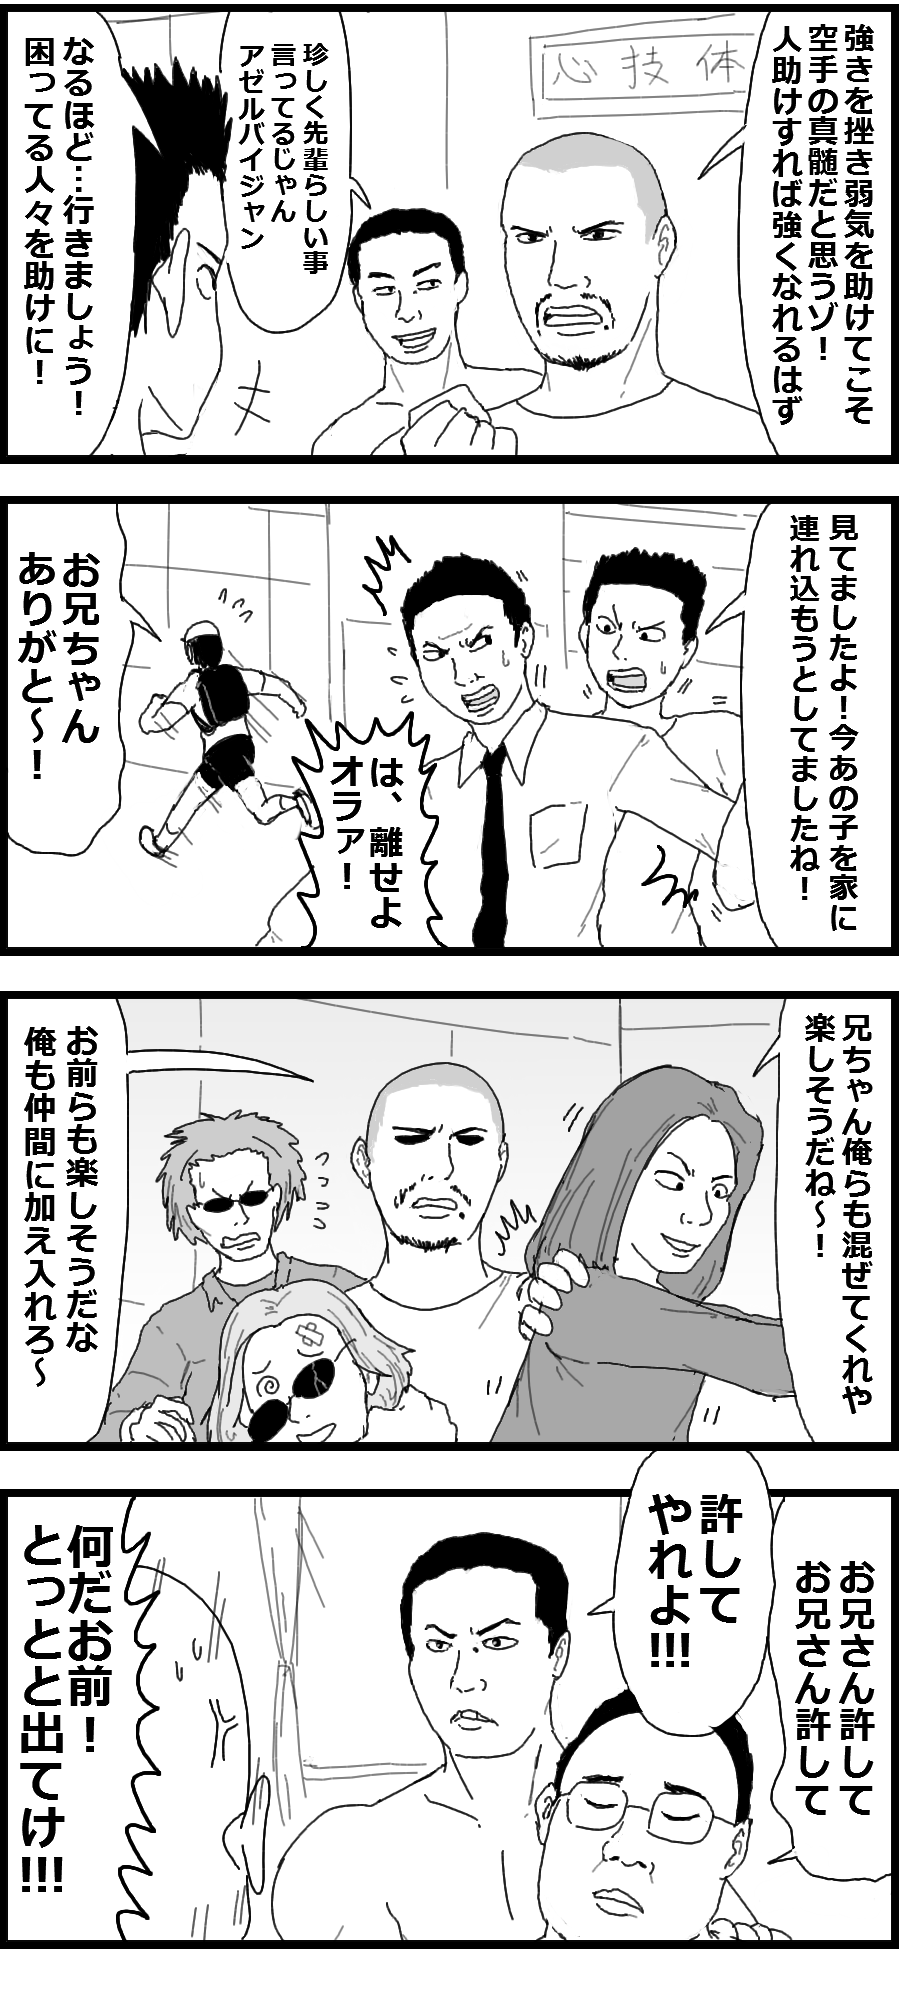 強きを挫き弱気を助けてこそ
空手の真髄だと思うゾ！
人助けすれば強くなれるはず
心技体
珍しく先輩らしい事
言ってるじゃん
アゼルバイジャン
なるほど…行きましょう！
困ってる人々を助けに！
見てましたよ！今あの子を家に
連れ込もうとしてましたね！
は、離せよ
オラァ！
お兄ちゃん
ありがと〜！
兄ちゃん俺らも混ぜてくれや
楽しそうだね〜！
お前らも楽しそうだな
俺も仲間に加え入れろ〜
お兄さん許して
お兄さん許して
許して
やれよ!!!
何だお前！
とっとと出てけ!!!